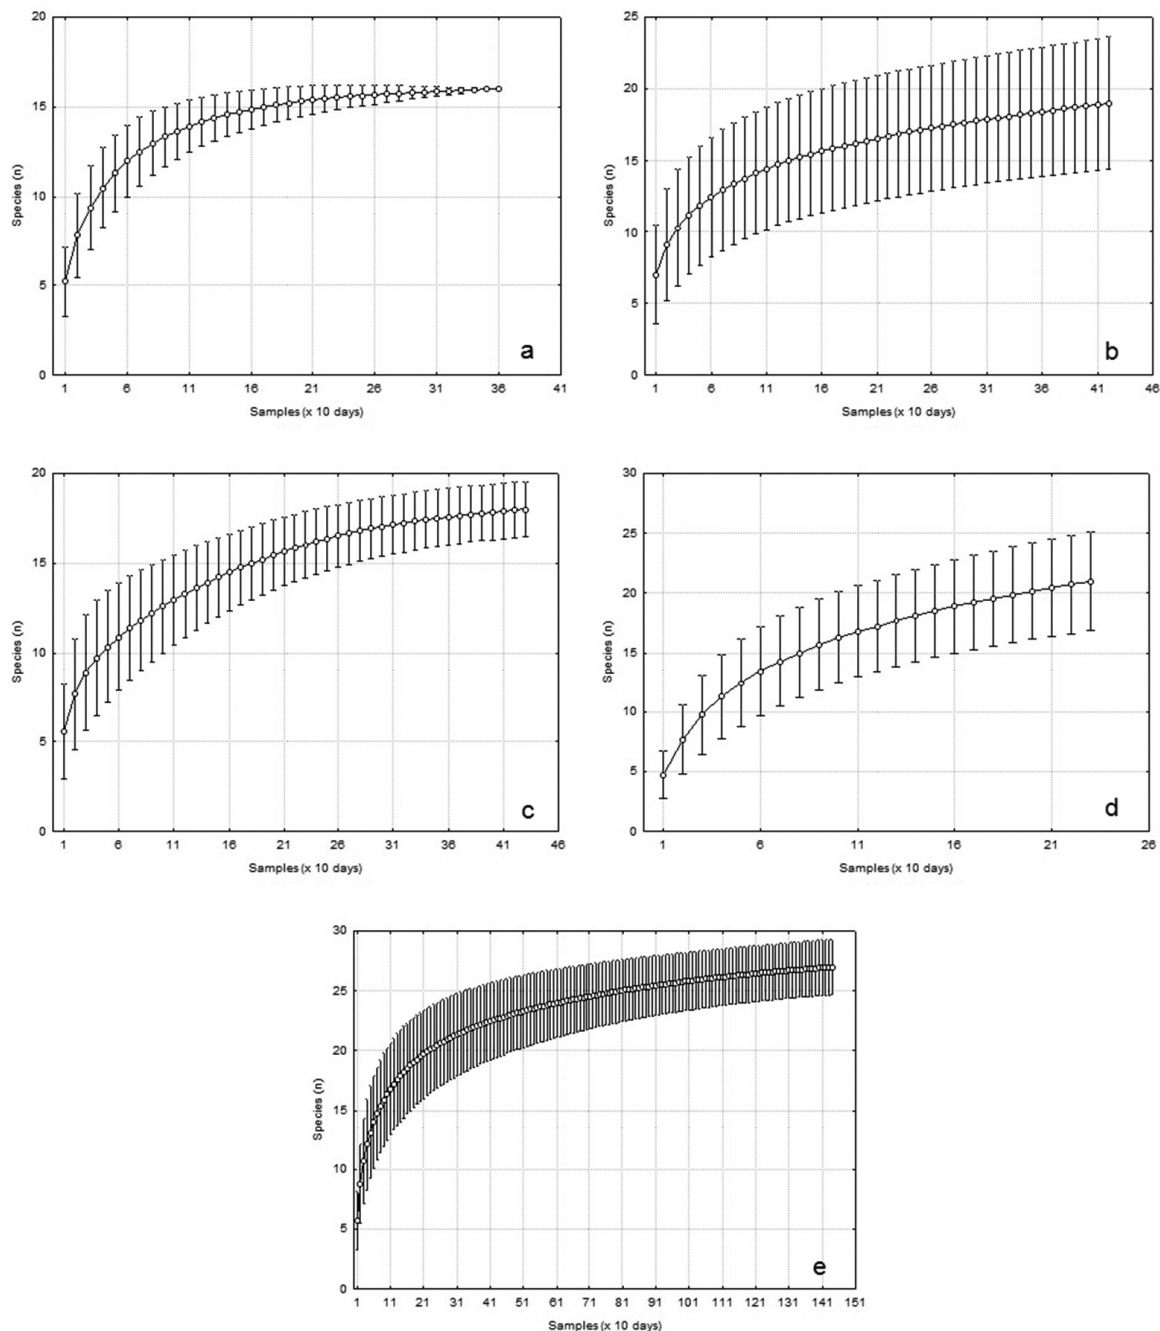 20
15
10
5
0
Species (n)
1 6 11 16 21 26 31 36 41
Samples (x 10 days)
a
25
20
15
10
5
0
Species (n)
1 6 11 16 21 26 31 36 41 46
Samples (x 10 days)
b
20
15
10
5
0
Species (n)
1 6 11 16 21 26 31 36 41 46
Samples (x 10 days)
c
30
25
20
15
10
5
0
Species (n)
1 6 11 16 21 26
Samples (x 10 days)
d
30
25
20
15
10
5
0
Species (n)
1 11 21 31 41 51 61 71 81 91 101 111 121 131 141 151
Samples (x 10 days)
e